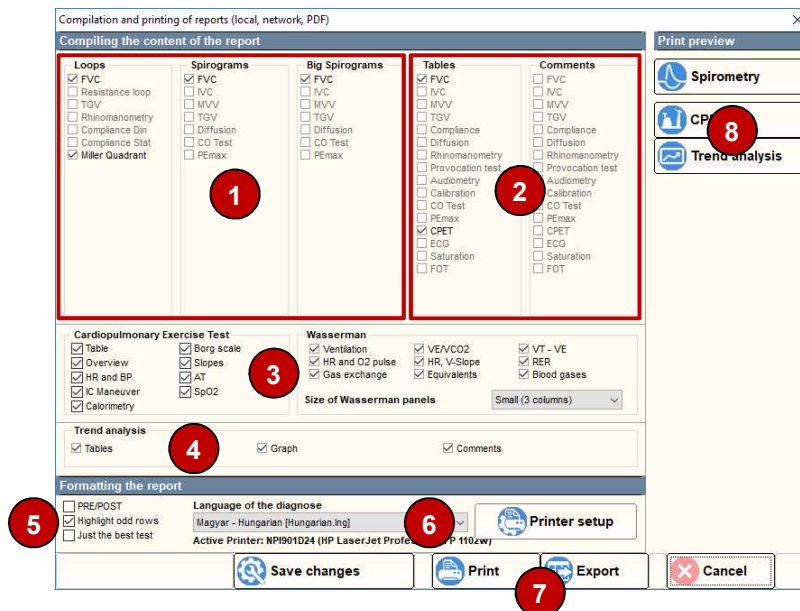 Compilation and printing of reports (local, network, PDF)
Compiling the content of the report
Print preview
Loops
FVC
Resistance loop
TGV
Rhinomanometry
Compliance Din
Compliance Stat
Miller Quadrant
Spirograms
FVC
IVC
MVV
TGV
Diffusion
CO Test
PEmax
Big Spirograms
FVC
IVC
MVV
TGV
Diffusion
CO Test
PEmax
Tables
FVC
IVC
MVV
TGV
Compliance
Diffusion
Rhinomanometry
Provocation test
Audiometry
Calibration
CO Test
PEmax
CPET
ECG
Saturation
FOT
Comments
FVC
IVC
MVV
TGV
Compliance
Diffusion
Rhinomanometry
Provocation test
Audiometry
Calibration
CO Test
PEmax
CPET
ECG
Saturation
FOT
1
2
Spirometry
8
Trend analysis
Cardiopulmonary Exercise Test
Table
Overview
HR and BP
IC Maneuver
Calorimetry
Borg scale
Slopes
AT
SpO2
3
Wasserman
Ventilation
VE/VCO2
VT - VE
HR and O2 pulse
HR, V-Slope
RER
Gas exchange
Equivalents
Blood gases
Size of Wasserman panels
Small (3 columns)
Trend analysis
Tables
4
Graph
Comments
Formatting the report
5
PRE/POST
Highlight odd rows
Just the best test
Language of the diagnose
Magyar - Hungarian [Hungarian.lng]
6
Printer setup
Active Printer: NPI901D24 (HP LaserJet P 1102w)
Save changes
Print
7
Export
Cancel